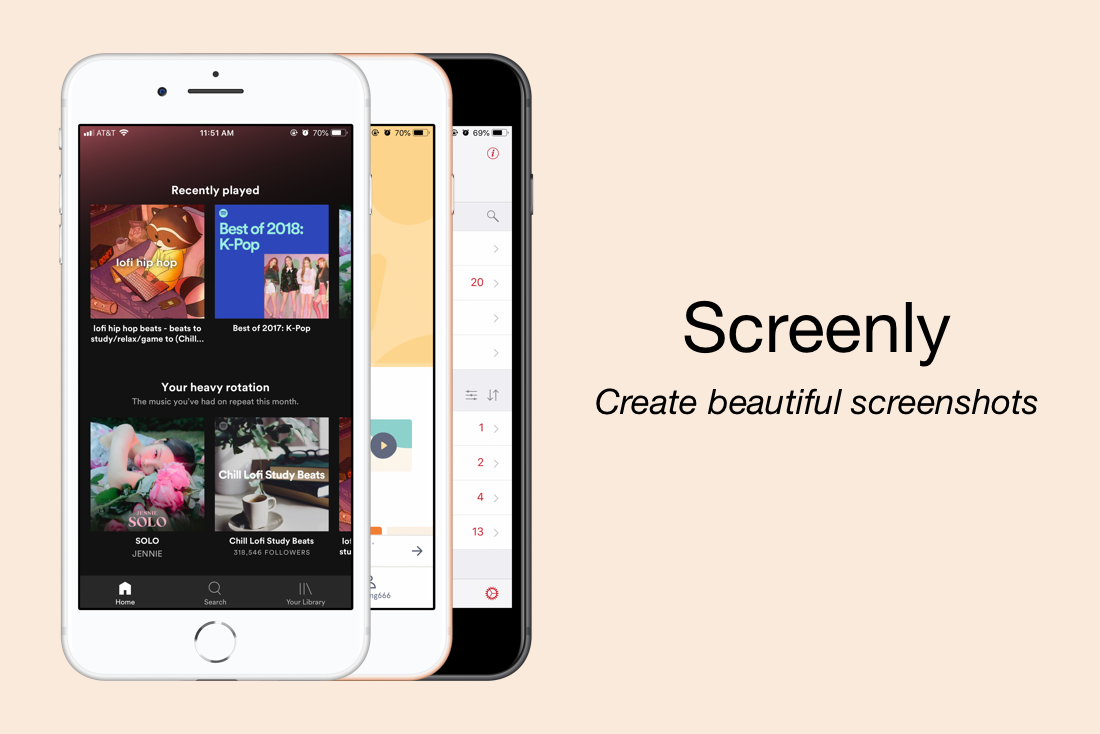 AT&T 11:51 AM 70%
Recently played
lofi hip hop
Best of 2018:
K-Pop
lofi hip hop beats - beats to
study/relax/game to (Chill...
Best of 2017: K-Pop
Your heavy rotation
The music you've had on repeat this month.
JENNIE
SOLO
Chill Lofi Study Beats
SOLO
JENNIE
Chill Lofi Study Beats
318,546 FOLLOWERS
Home
Search
Your Library
70%
69%
20
1
2
4
13
Screenly
Create beautiful screenshots